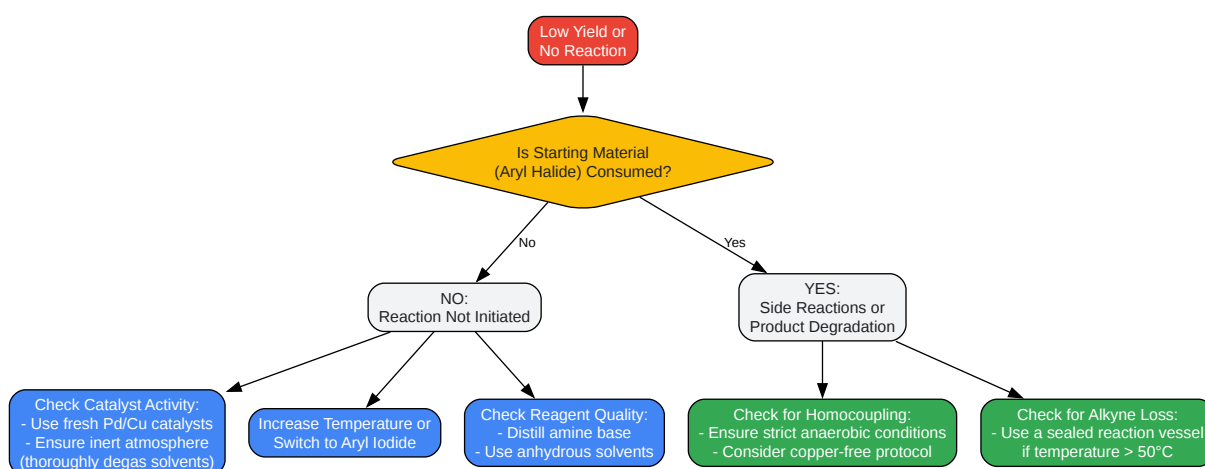 Low Yield or
No Reaction
Is Starting Material
(Aryl Halide) Consumed?
No
Yes
NO:
Reaction Not Initiated
YES:
Side Reactions or
Product Degradation
Check Catalyst Activity:
- Use fresh Pd/Cu catalysts
- Ensure inert atmosphere
(thoroughly degas solvents)
Increase Temperature or
Switch to Aryl Iodide
Check Reagent Quality:
- Distill amine base
- Use anhydrous solvents
Check for Homocoupling:
- Ensure strict anaerobic conditions
- Consider copper-free protocol
Check for Alkyne Loss:
- Use a sealed reaction vessel
if temperature > 50°C